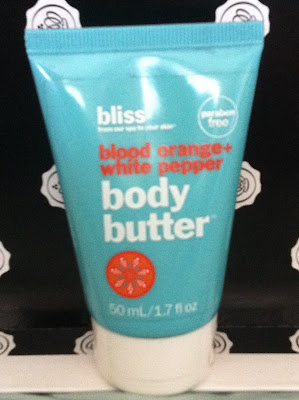 bliss
from our spa to your skin
paraben
free
blood orange+
white pepper
body
butter™
50 mL/1.7 fl oz